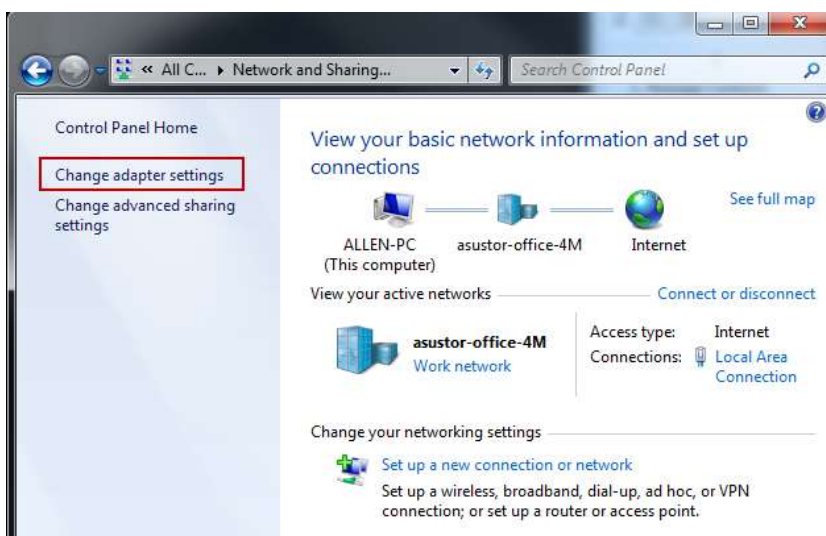 « All C... ▸ Network and Sharing...
Search Control Panel
Control Panel Home
Change adapter settings
Change advanced sharing
settings
View your basic network information and set up
connections
See full map
ALLEN-PC
(This computer)
asustor-office-4M
Internet
View your active networks
Connect or disconnect
asustor-office-4M
Work network
Access type: Internet
Connections: Local Area
Connection
Change your networking settings
Set up a new connection or network
Set up a wireless, broadband, dial-up, ad hoc, or VPN
connection; or set up a router or access point.